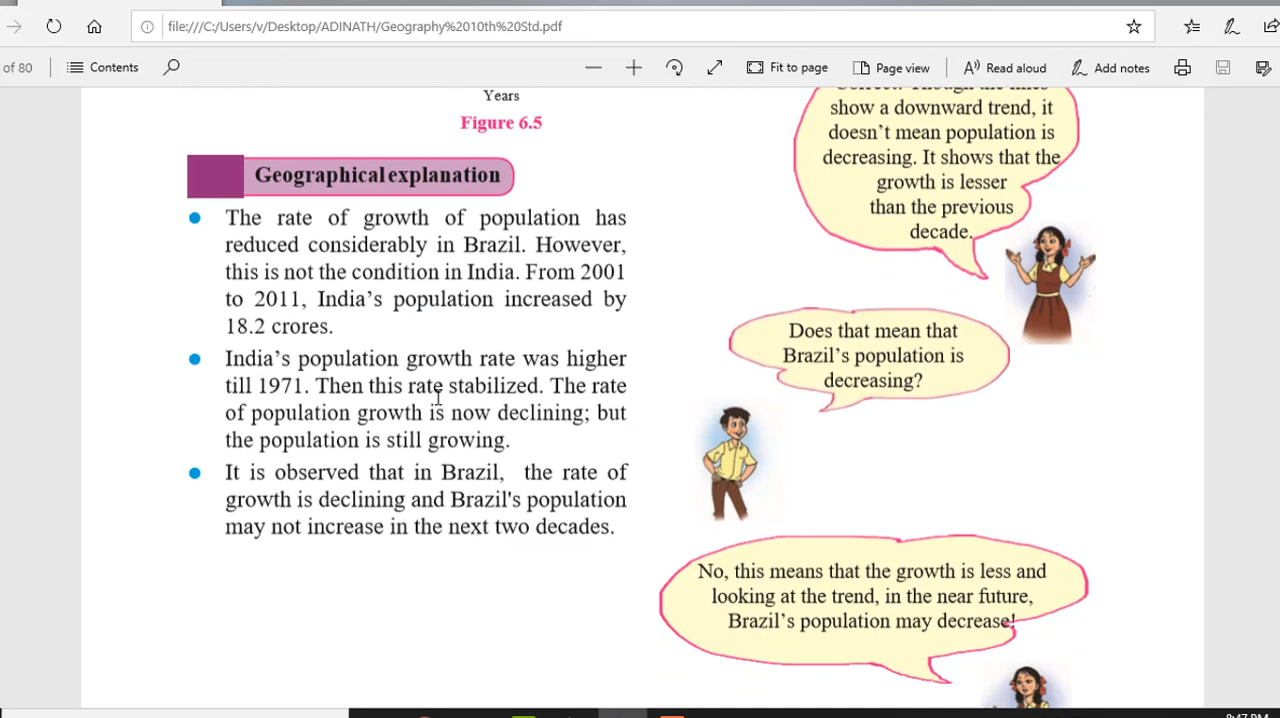 file:///C:/Users/v/Desktop/ADINATH/Geography%2010th%20Std.pdf
of 80
Contents
Fit to page
Page view
Read aloud
Add notes
Years
Figure 6.5
Geographical explanation
The rate of growth of population has
reduced considerably in Brazil. However,
this is not the condition in India. From 2001
to 2011, India's population increased by
18.2 crores.
India's population growth rate was higher
till 1971. Then this rate stabilized. The rate
of population growth is now declining; but
the population is still growing.
It is observed that in Brazil, the rate of
growth is declining and Brazil's population
may not increase in the next two decades.
show a downward trend, it
doesn't mean population is
decreasing. It shows that the
growth is lesser
than the previous
decade.
Does that mean that
Brazil's population is
decreasing?
No, this means that the growth is less and
looking at the trend, in the near future,
Brazil's population may decrease!